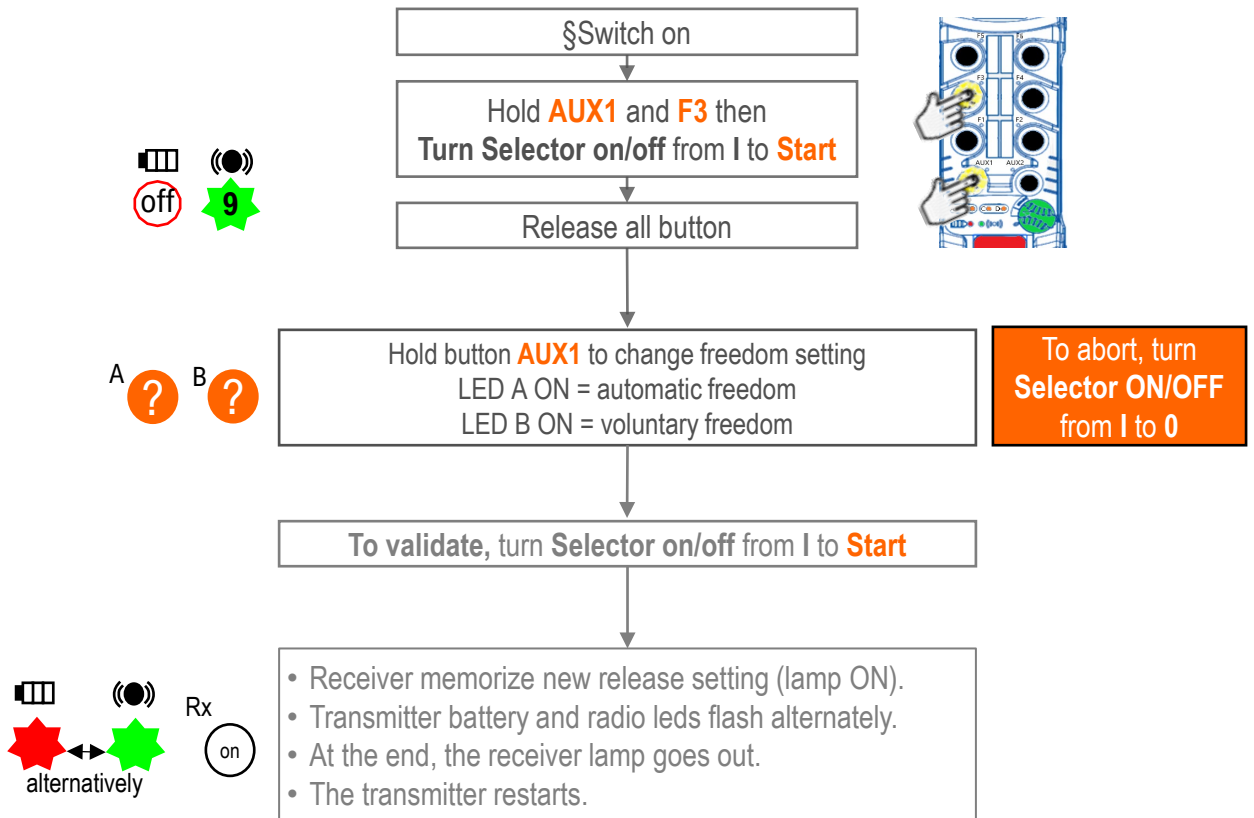 §Switch on
Hold AUX1 and F3 then
Turn Selector on/off from I to Start
off
9
Release all button
F5
F6
F3
F4
F1
F2
AUX1
AUX2
A
?
B
?
Hold button AUX1 to change freedom setting
LED A ON = automatic freedom
LED B ON = voluntary freedom
To abort, turn
Selector ON/OFF
from I to 0
To validate, turn Selector on/off from I to Start
alternatively
Rx
on
• Receiver memorize new release setting (lamp ON).
• Transmitter battery and radio leds flash alternately.
• At the end, the receiver lamp goes out.
• The transmitter restarts.